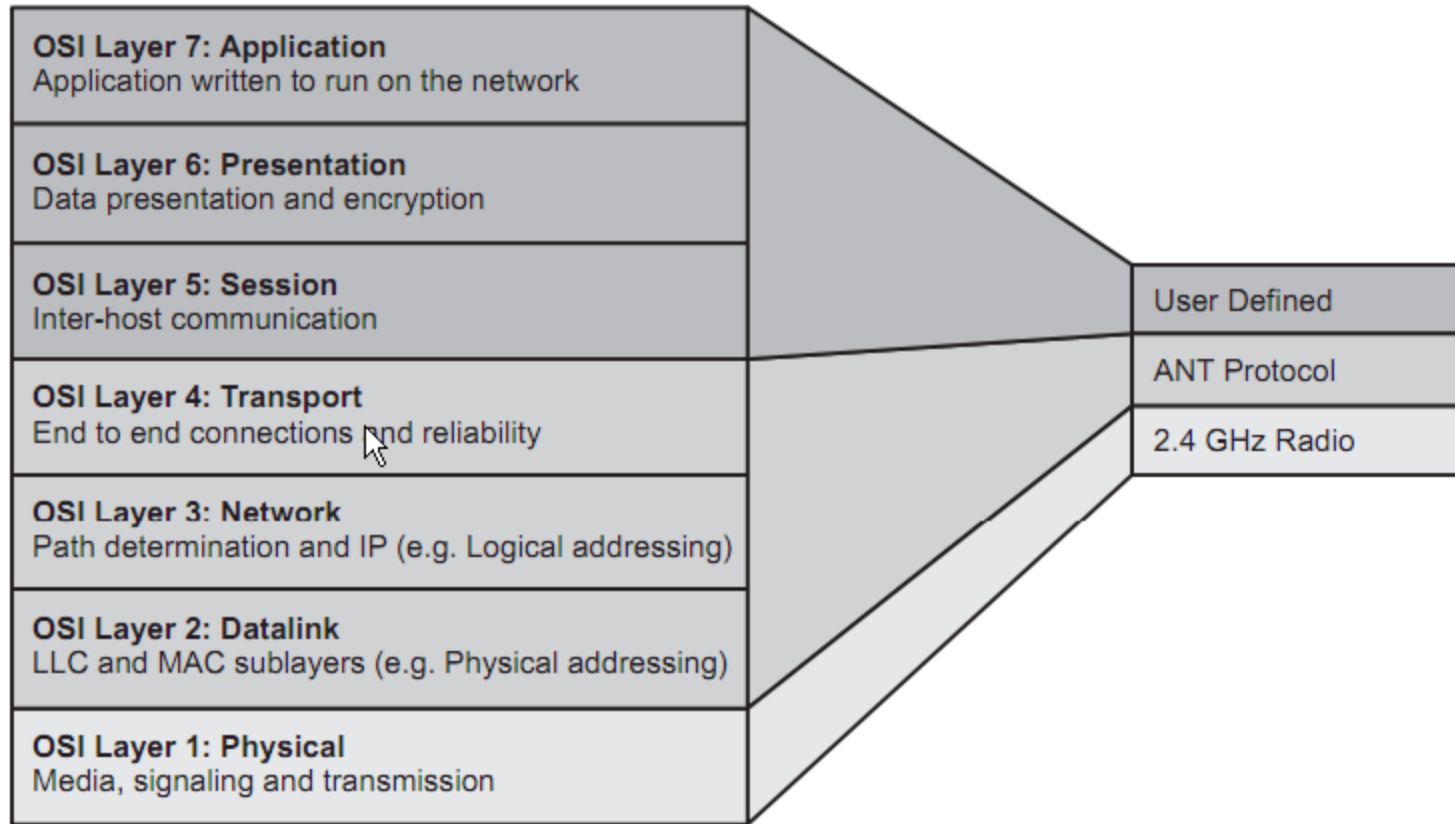 OSI Layer 7: Application
Application written to run on the network
OSI Layer 6: Presentation
Data presentation and encryption
OSI Layer 5: Session
Inter-host communication
OSI Layer 4: Transport
End to end connections and reliability
OSI Layer 3: Network
Path determination and IP (e.g. Logical addressing)
OSI Layer 2: Datalink
LLC and MAC sublayers (e.g. Physical addressing)
OSI Layer 1: Physical
Media, signaling and transmission
User Defined
ANT Protocol
2.4 GHz Radio